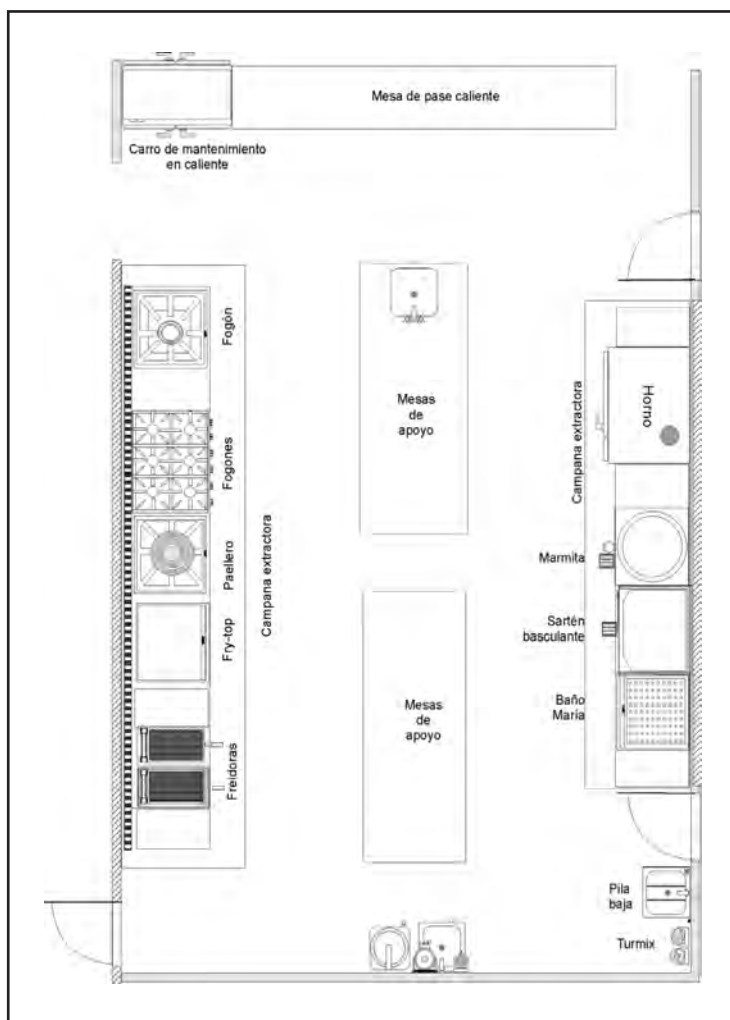 Mesa de pase caliente
Carro de mantenimiento
en caliente
Fogón
Fogones
Paellero
Fry-top
Freidoras
Campana extractora
Mesas
de
apoyo
Mesas
de
apoyo
Campana extractora
Horno
Marmita
Sartén
basculante
Baño
María
Pila
baja
Turmix